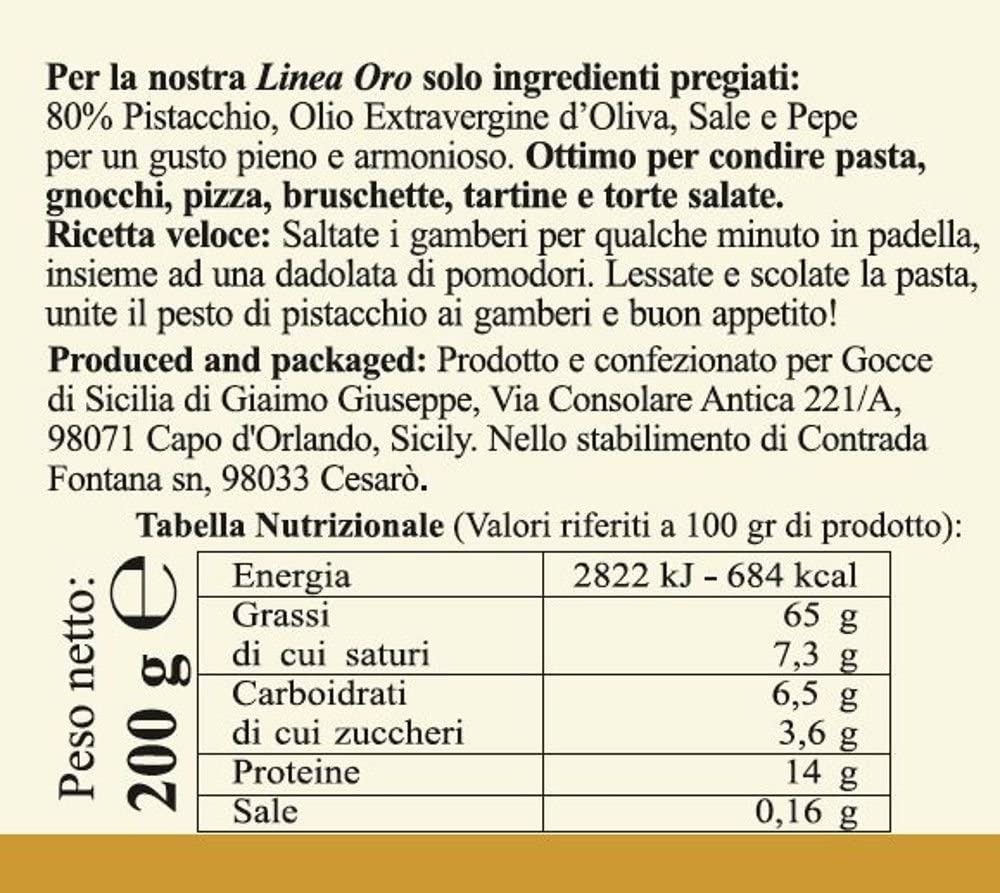 Per la nostra Linea Oro solo ingredienti pregiati:
80% Pistacchio, Olio Extravergine d’Oliva, Sale e Pepe
per un gusto pieno e armonioso. Ottimo per condire pasta,
gnocchi, pizza, bruschette, tartine e torte salate.
Ricetta veloce: Saltate i gamberi per qualche minuto in padella,
insieme ad una dadolata di pomodori. Lessate e scolate la pasta,
unite il pesto di pistacchio ai gamberi e buon appetito!
Produced and packaged: Prodotto e confezionato per Gocce
di Sicilia di Giaimo Giuseppe, Via Consolare Antica 221/A,
98071 Capo d'Orlando, Sicily. Nello stabilimento di Contrada
Fontana sn, 98033 Cesarò.
Tabella Nutrizionale (Valori riferiti a 100 gr di prodotto):
Peso netto:
200 g ℮
Energia 2822 kJ - 684 kcal
Grassi 65 g
di cui saturi 7,3 g
Carboidrati 6,5 g
di cui zuccheri 3,6 g
Proteine 14 g
Sale 0,16 g